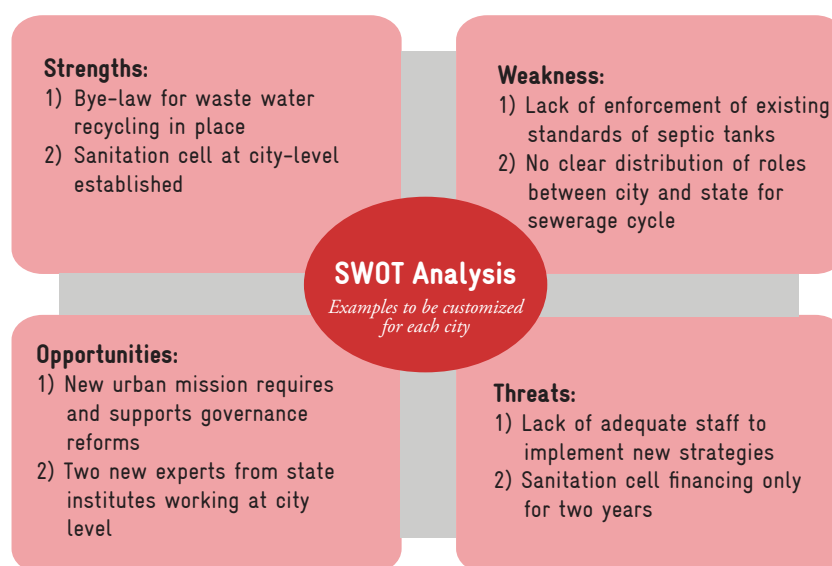 Strengths:
1) Bye-law for waste water
recycling in place
2) Sanitation cell at city-level
established
Weakness:
1) Lack of enforcement of existing
standards of septic tanks
2) No clear distribution of roles
between city and state for
sewerage cycle
SWOT Analysis
Examples to be customized
for each city
Opportunities:
1) New urban mission requires
and supports governance
reforms
2) Two new experts from state
institutes working at city
level
Threats:
1) Lack of adequate staff to
implement new strategies
2) Sanitation cell financing only
for two years